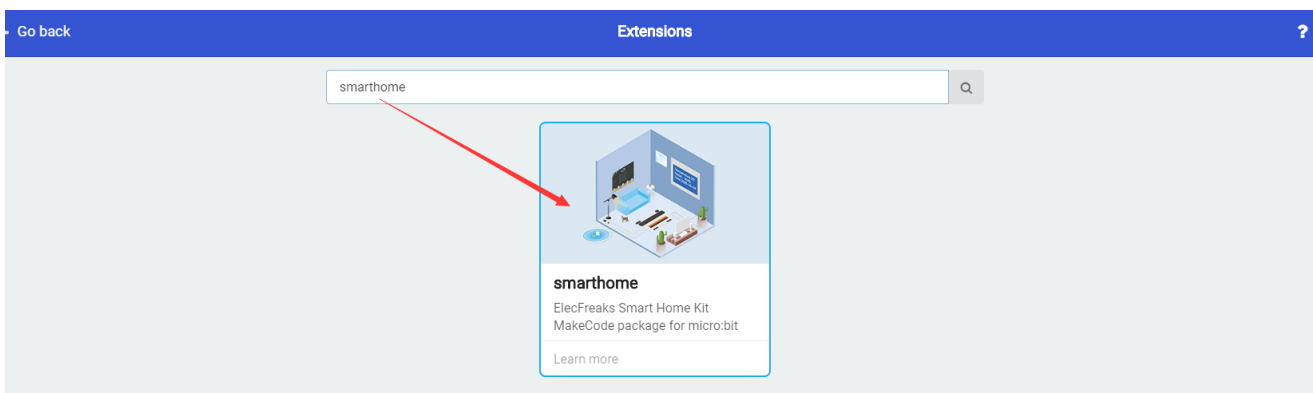 Go back
Extensions
?
smarthome
smarthome
ElecFreaks Smart Home Kit
MakeCode package for micro:bit
Learn more